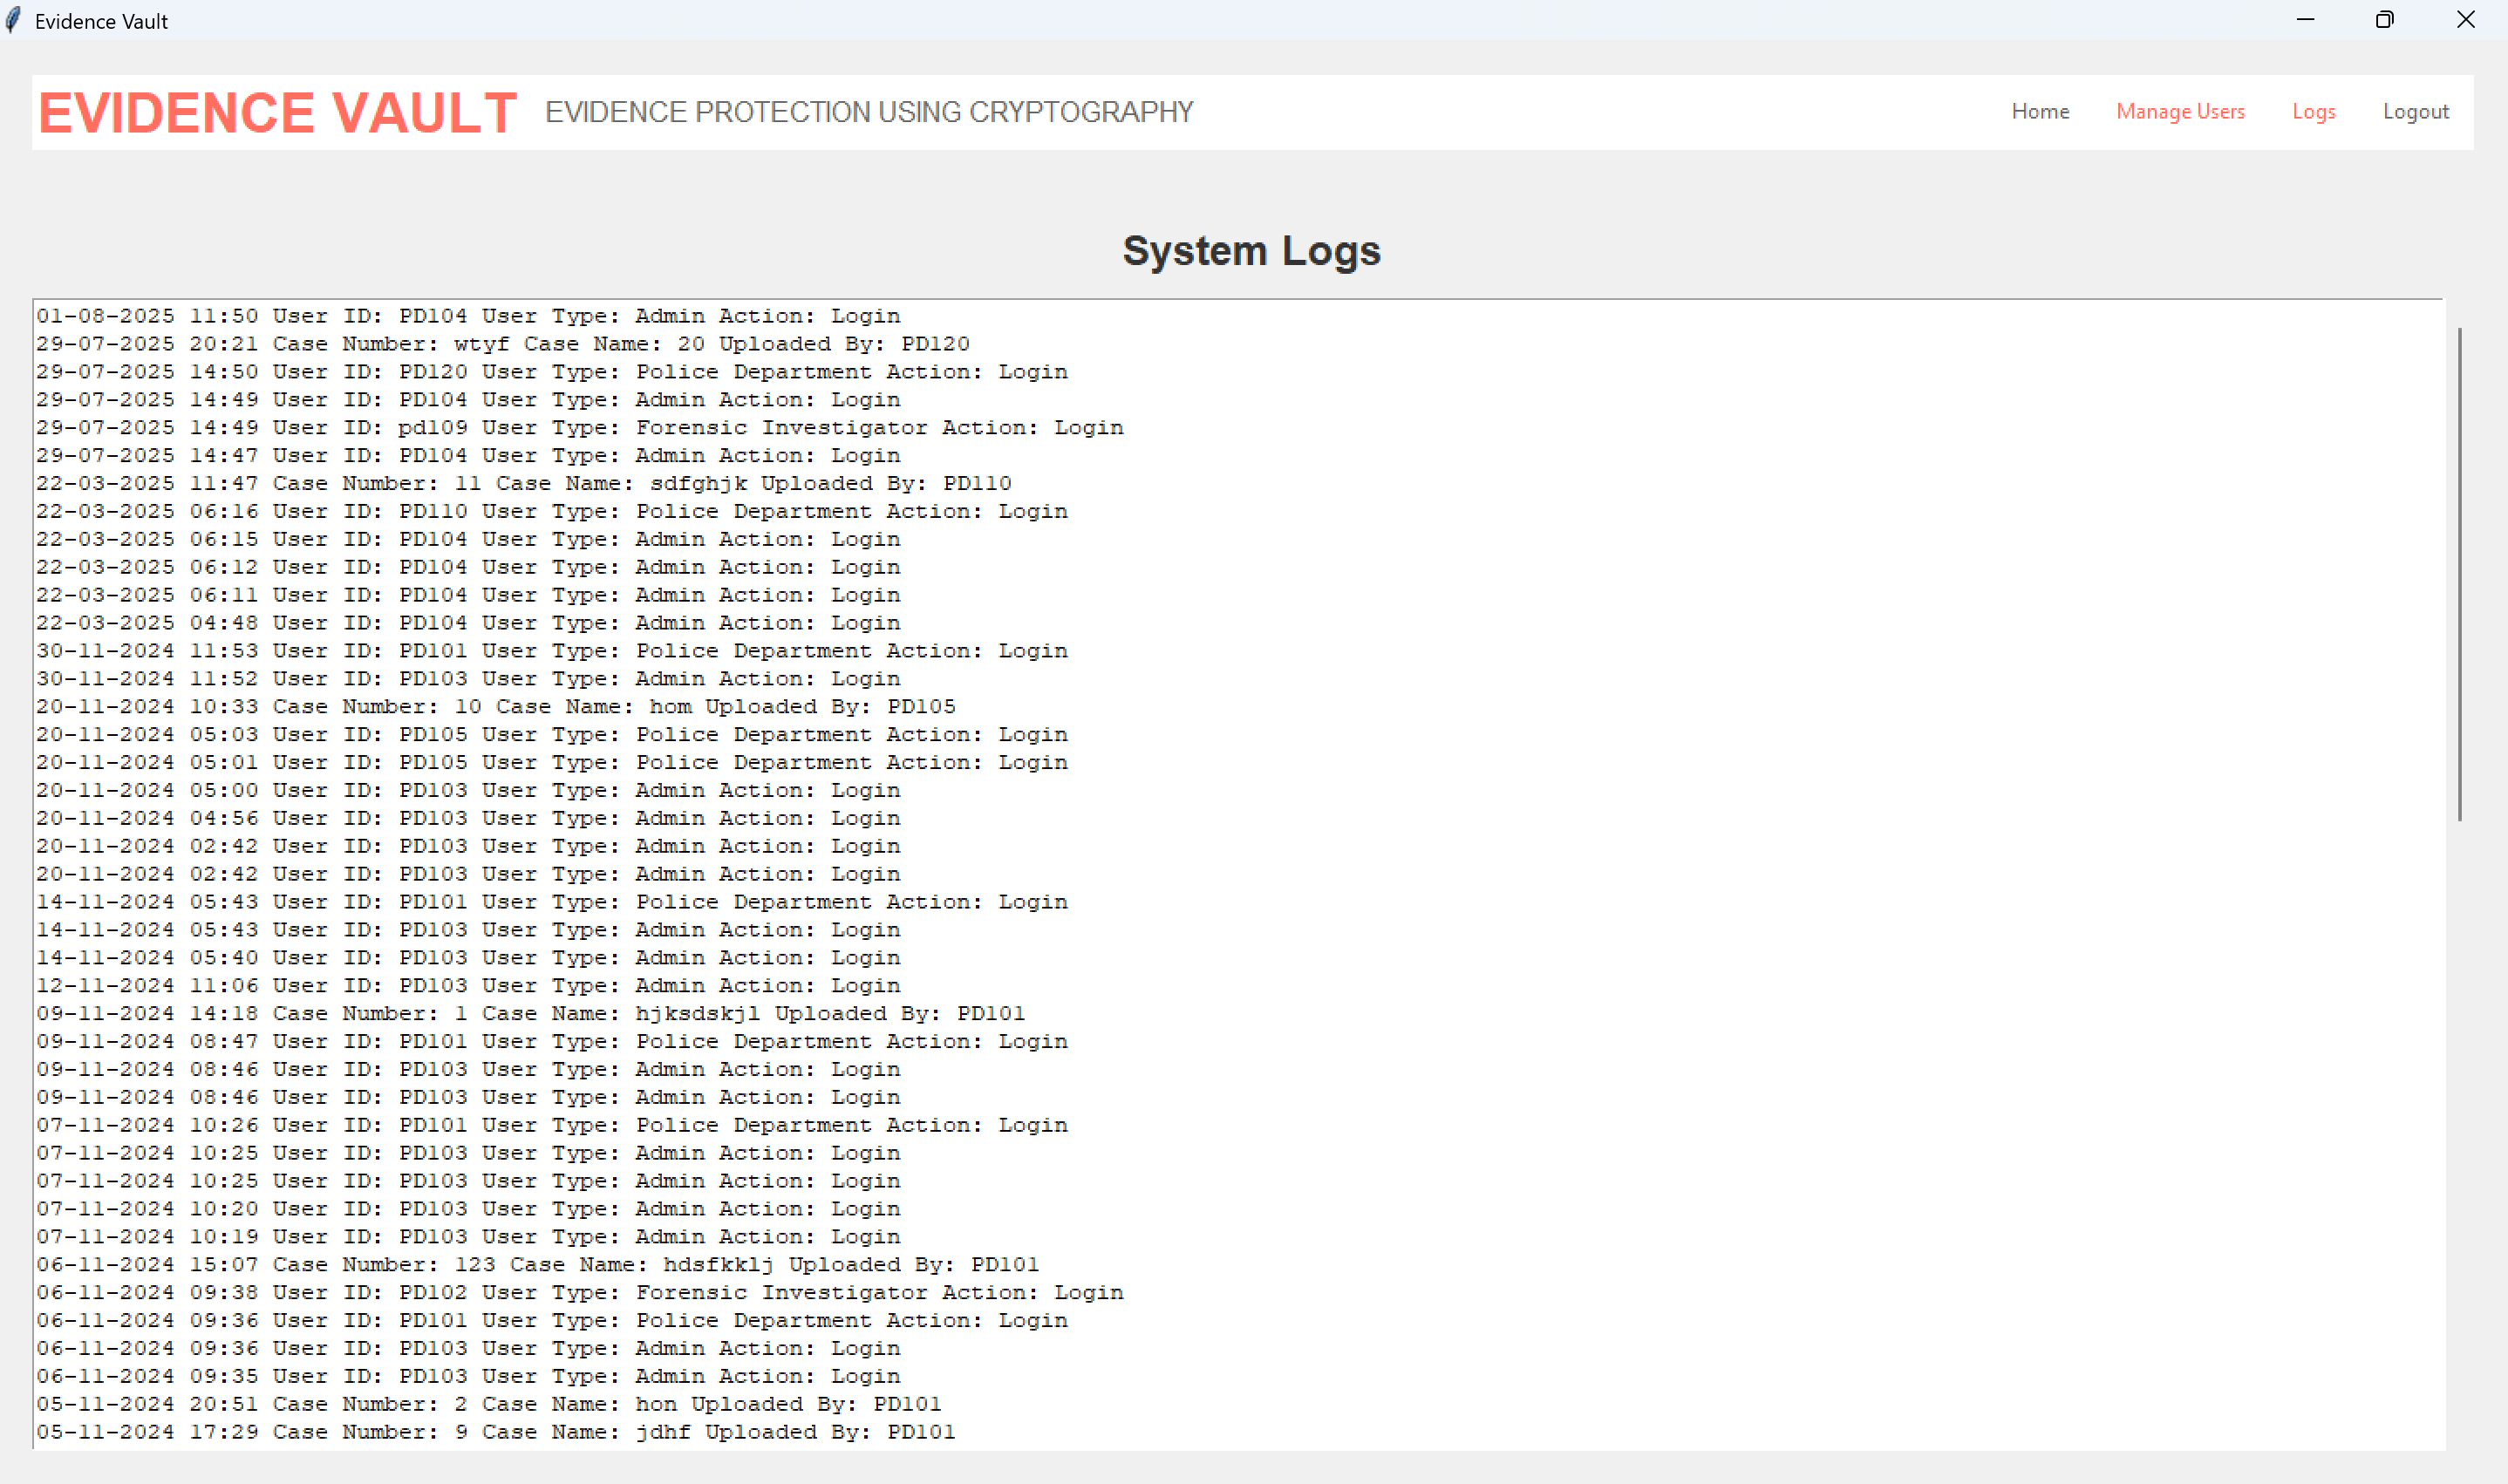 Evidence Vault
EVIDENCE VAULT EVIDENCE PROTECTION USING CRYPTOGRAPHY Home Manage Users Logs Logout
System Logs
01-08-2025 11:50 User ID: PD104 User Type: Admin Action: Login
29-07-2025 20:21 Case Number: wtyf Case Name: 20 Uploaded By: PD120
29-07-2025 14:50 User ID: PD120 User Type: Police Department Action: Login
29-07-2025 14:49 User ID: PD104 User Type: Admin Action: Login
29-07-2025 14:49 User ID: pd109 User Type: Forensic Investigator Action: Login
29-07-2025 14:47 User ID: PD104 User Type: Admin Action: Login
22-03-2025 11:47 Case Number: 11 Case Name: sdfghjk Uploaded By: PD110
22-03-2025 06:16 User ID: PD110 User Type: Police Department Action: Login
22-03-2025 06:15 User ID: PD104 User Type: Admin Action: Login
22-03-2025 06:12 User ID: PD104 User Type: Admin Action: Login
22-03-2025 06:11 User ID: PD104 User Type: Admin Action: Login
22-03-2025 04:48 User ID: PD104 User Type: Admin Action: Login
30-11-2024 11:53 User ID: PD101 User Type: Police Department Action: Login
30-11-2024 11:52 User ID: PD103 User Type: Admin Action: Login
20-11-2024 10:33 Case Number: 10 Case Name: hom Uploaded By: PD105
20-11-2024 05:03 User ID: PD105 User Type: Police Department Action: Login
20-11-2024 05:01 User ID: PD105 User Type: Police Department Action: Login
20-11-2024 05:00 User ID: PD103 User Type: Admin Action: Login
20-11-2024 04:56 User ID: PD103 User Type: Admin Action: Login
20-11-2024 02:42 User ID: PD103 User Type: Admin Action: Login
20-11-2024 02:42 User ID: PD103 User Type: Admin Action: Login
14-11-2024 05:43 User ID: PD101 User Type: Police Department Action: Login
14-11-2024 05:43 User ID: PD103 User Type: Admin Action: Login
14-11-2024 05:40 User ID: PD103 User Type: Admin Action: Login
12-11-2024 11:06 User ID: PD103 User Type: Admin Action: Login
09-11-2024 14:18 Case Number: 1 Case Name: hjksdskjl Uploaded By: PD101
09-11-2024 08:47 User ID: PD101 User Type: Police Department Action: Login
09-11-2024 08:46 User ID: PD103 User Type: Admin Action: Login
09-11-2024 08:46 User ID: PD103 User Type: Admin Action: Login
07-11-2024 10:26 User ID: PD101 User Type: Police Department Action: Login
07-11-2024 10:25 User ID: PD103 User Type: Admin Action: Login
07-11-2024 10:25 User ID: PD103 User Type: Admin Action: Login
07-11-2024 10:20 User ID: PD103 User Type: Admin Action: Login
07-11-2024 10:19 User ID: PD103 User Type: Admin Action: Login
06-11-2024 15:07 Case Number: 123 Case Name: hdsfkklj Uploaded By: PD101
06-11-2024 09:38 User ID: PD102 User Type: Forensic Investigator Action: Login
06-11-2024 09:36 User ID: PD101 User Type: Police Department Action: Login
06-11-2024 09:36 User ID: PD103 User Type: Admin Action: Login
06-11-2024 09:35 User ID: PD103 User Type: Admin Action: Login
05-11-2024 20:51 Case Number: 2 Case Name: hon Uploaded By: PD101
05-11-2024 17:29 Case Number: 9 Case Name: jdhf Uploaded By: PD101